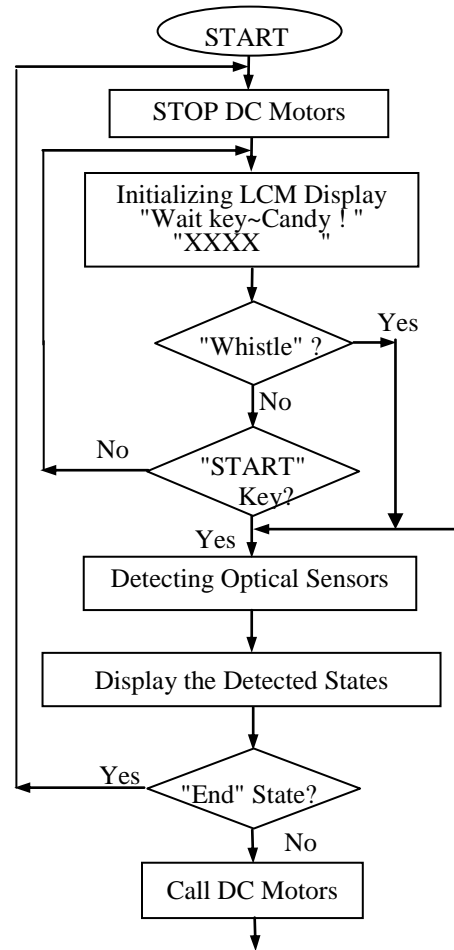 START
STOP DC Motors
Initializing LCM Display
"Wait key~Candy ! "
"XXXX "
"Whistle" ?
Yes
No
No
"START"
Key?
Yes
Detecting Optical Sensors
Display the Detected States
Yes
"End" State?
No
Call DC Motors